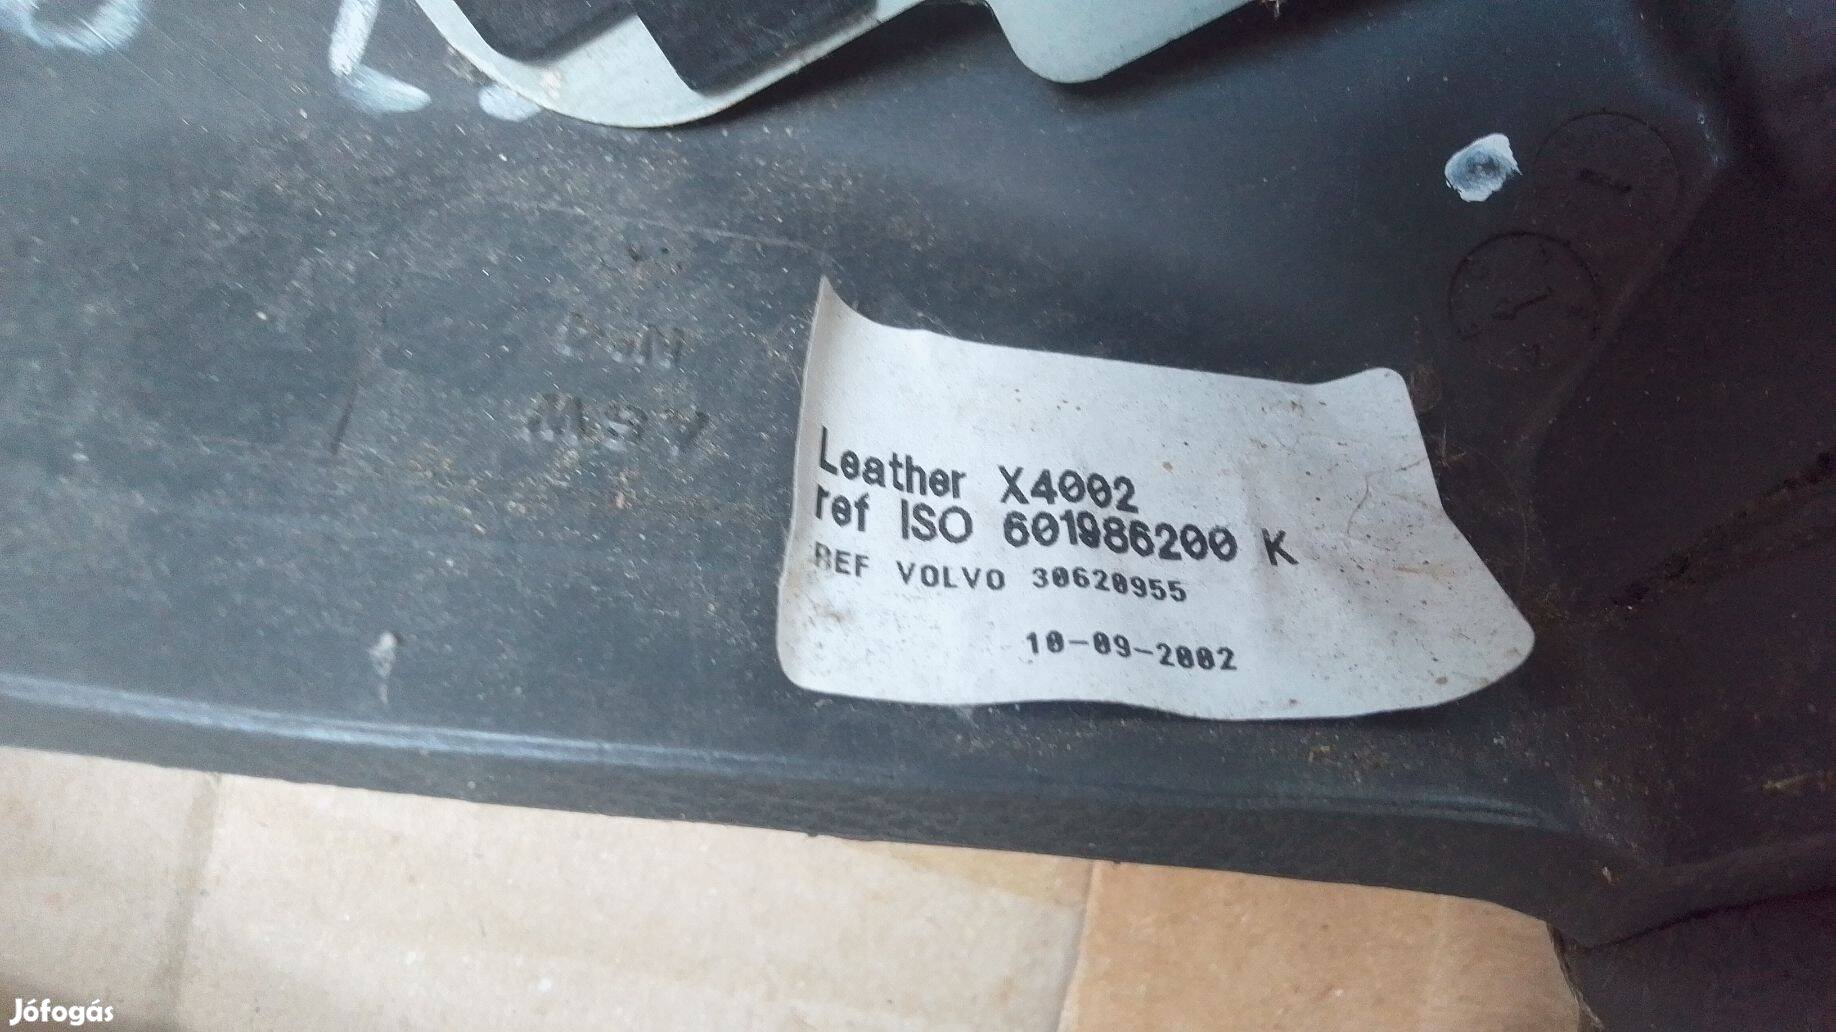 Leather X4002
ref ISO 601986200 K
REF VOLVO 30620955
10-09-2002
Jófogás